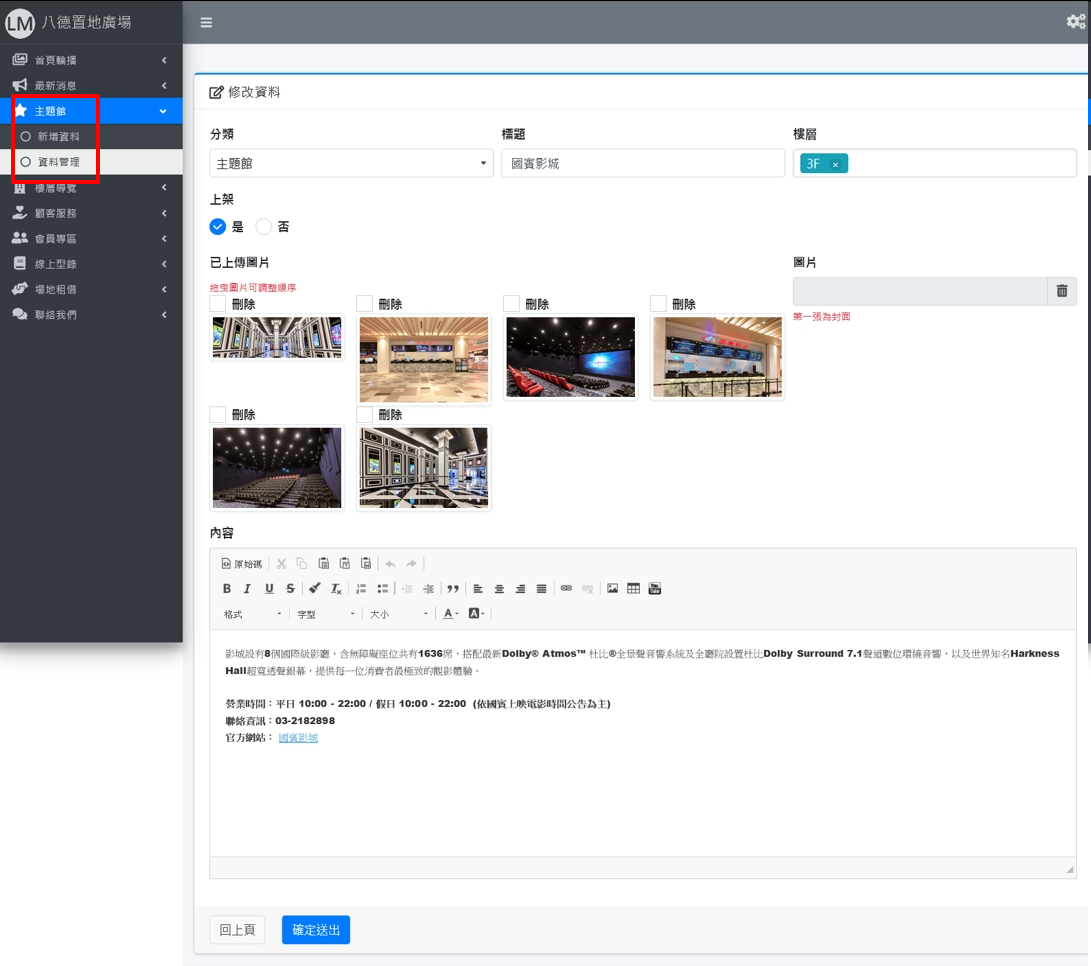 LM 八德置地廣場
首頁輪播
最新消息
主題館
新增資料
資料管理
樓層導覽
顧客服務
會員專區
線上型錄
場地租借
聯絡我們
修改資料
分類
標題
樓層
主題館
國賓影城
3F ×
上架
是
否
已上傳圖片
圖片
拖曳圖片可調整順序
刪除
刪除
刪除
刪除
第一張為封面
刪除
刪除
內容
原始碼
B I U S
格式
字型
大小
A
A
影城設有8個國際級影廳，含無障礙座位共有1636席，搭配最新Dolby® Atmos™ 杜比®全景聲音響系統及全廳院設置杜比Dolby Surround 7.1聲道數位環繞音響，以及世界知名Harkness
Hall超寬透聲銀幕，提供每一位消費者最極致的觀影體驗。
營業時間：平日 10:00 - 22:00 / 假日 10:00 - 22:00 (依國賓上映電影時間公告為主)
聯絡資訊：03-2182898
官方網站： 國賓影城
回上頁
確定送出